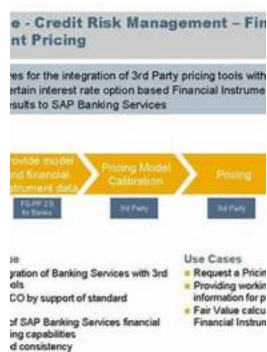 e - Credit Risk Management – Fin
nt Pricing
es for the integration of 3rd Party pricing tools with
ertain interest rate option based Financial Instrume
esults to SAP Banking Services
rovide model
nd financial
strument data
Pricing Model
Calibration
Pricing
FS-PP 2.0
for Banks
3rd Party
3rd Party
ue
gration of Banking Services with 3rd
ols
CO by support of standard
of SAP Banking Services financial
ing capabilities
d consistency
Use Cases
Request a Pricin
Providing workin
information for p
Fair Value calcu
Financial Instrun